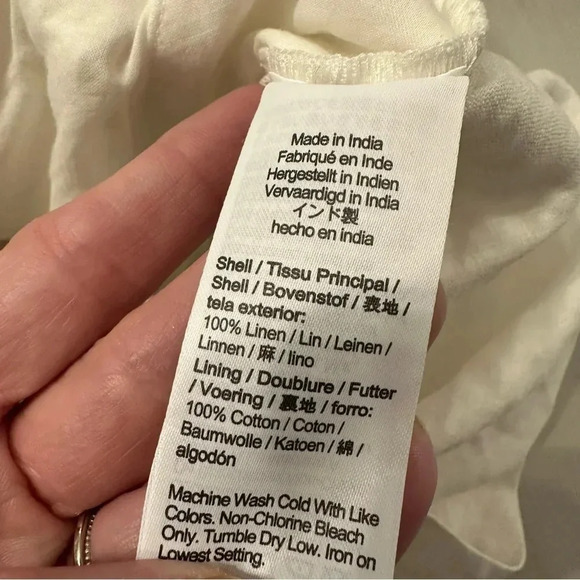 Made in India
Fabriqué en Inde
Hergestellt in Indien
Vervaardigd in India
インド製
hecho en india
Shell / Tissu Principal /
Shell / Bovenstof / 表地 /
tela exterior:
100% Linen / Lin / Leinen /
Linnen / 麻 / lino
Lining / Doublure / Futter
/ Voering / 裏地 / forro:
100% Cotton / Coton /
Baumwolle / Katoen / 綿 /
algodón
Machine Wash Cold With Like
Colors. Non-Chlorine Bleach
Only. Tumble Dry Low. Iron on
Lowest Setting.